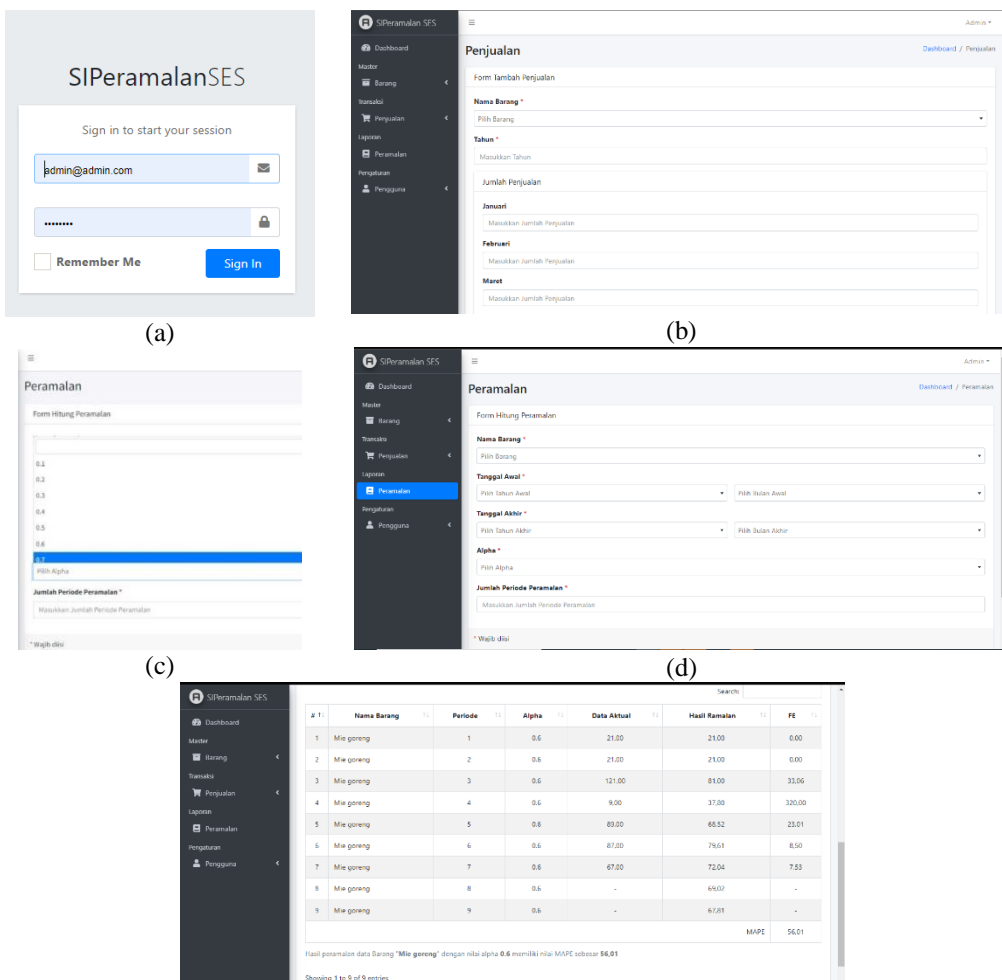 SIPeramalanSES
Sign in to start your session
admin@admin.com
••••••••
Remember Me
Sign In
(a)
R SIPeramalan SES
Admin
Dashboard
Master
Barang
Transaksi
Penjualan
Laporan
Peramalan
Pengaturan
Pengguna
Penjualan
Dashboard / Penjualan
Form Tambah Penjualan
Nama Barang *
Pilih Barang
Tahun *
Masukkan Tahun
Jumlah Penjualan
Januari
Masukkan Jumlah Penjualan
Februari
Masukkan Jumlah Penjualan
Maret
Masukkan Jumlah Penjualan
(b)
Peramalan
Form Hitung Peramalan
0.1
0.2
0.3
0.4
0.5
0.6
0.7
Pilih Alpha
Jumlah Periode Peramalan *
Masukkan Jumlah Periode Peramalan
* Wajib diisi
(c)
R SIPeramalan SES
Admin
Dashboard
Master
Barang
Transaksi
Penjualan
Laporan
Peramalan
Pengaturan
Pengguna
Peramalan
Dashboard / Peramalan
Form Hitung Peramalan
Nama Barang *
Pilih Barang
Tanggal Awal *
Pilih Tahun Awal Pilih Bulan Awal
Tanggal Akhir *
Pilih Tahun Akhir Pilih Bulan Akhir
Alpha *
Pilih Alpha
Jumlah Periode Peramalan *
Masukkan Jumlah Periode Peramalan
* Wajib diisi
(d)
R SIPeramalan SES
Dashboard
Master
Barang
Transaksi
Penjualan
Laporan
Peramalan
Pengaturan
Pengguna
Search:
# Nama Barang Periode Alpha Data Aktual Hasil Ramalan FE
1 Mie goreng 1 0.6 21,00 21,00 0,00
2 Mie goreng 2 0.6 21,00 21,00 0,00
3 Mie goreng 3 0.6 121,00 81,00 33,06
4 Mie goreng 4 0.6 9,00 37,80 320,00
5 Mie goreng 5 0.6 89,00 68,52 23,01
6 Mie goreng 6 0.6 87,00 79,61 8,50
7 Mie goreng 7 0.6 67,00 72,04 7,53
8 Mie goreng 8 0.6 - 69,02 -
9 Mie goreng 9 0.6 - 67,81 -
MAPE 56,01
Hasil peramalan data Barang "Mie goreng" dengan nilai alpha 0.6 memiliki nilai MAPE sebesar 56,01
Showing 1 to 9 of 9 entries